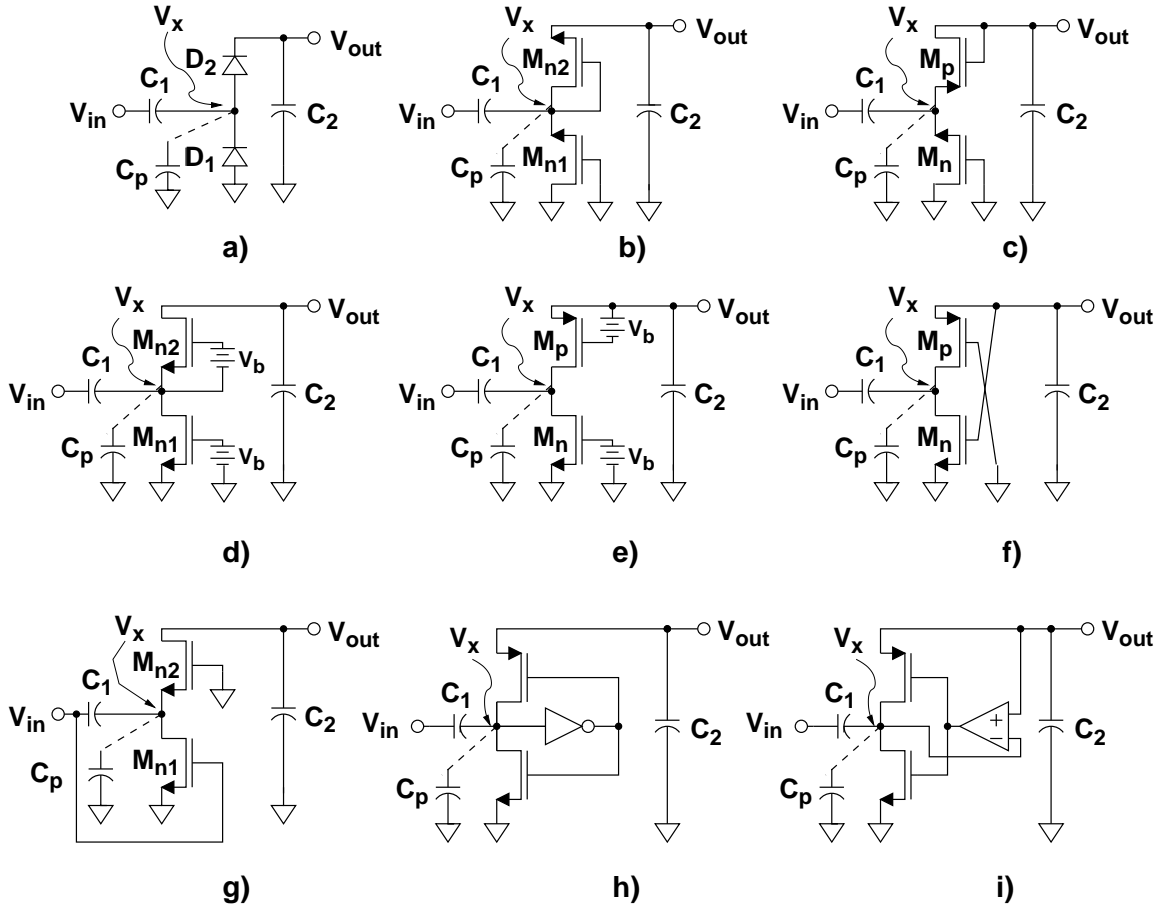 Vx
Vout
D2
C1
Vin
C2
Cp
D1
a)
Vx
Vout
Mn2
C1
Vin
C2
Cp
Mn1
b)
Vx
Vout
Mp
C1
Vin
C2
Cp
Mn
c)
Vx
Vout
Mn2
C1
Vb
Vin
C2
Cp
Mn1
Vb
d)
Vx
Vout
Mp
Vb
C1
Vin
C2
Cp
Mn
Vb
e)
Vx
Vout
Mp
C1
Vin
C2
Cp
Mn
f)
Vx
Vout
Mn2
C1
Vin
C2
Cp
Mn1
g)
Vx
Vout
C1
Vin
C2
Cp
h)
Vx
Vout
C1
Vin
+
−
C2
Cp
i)